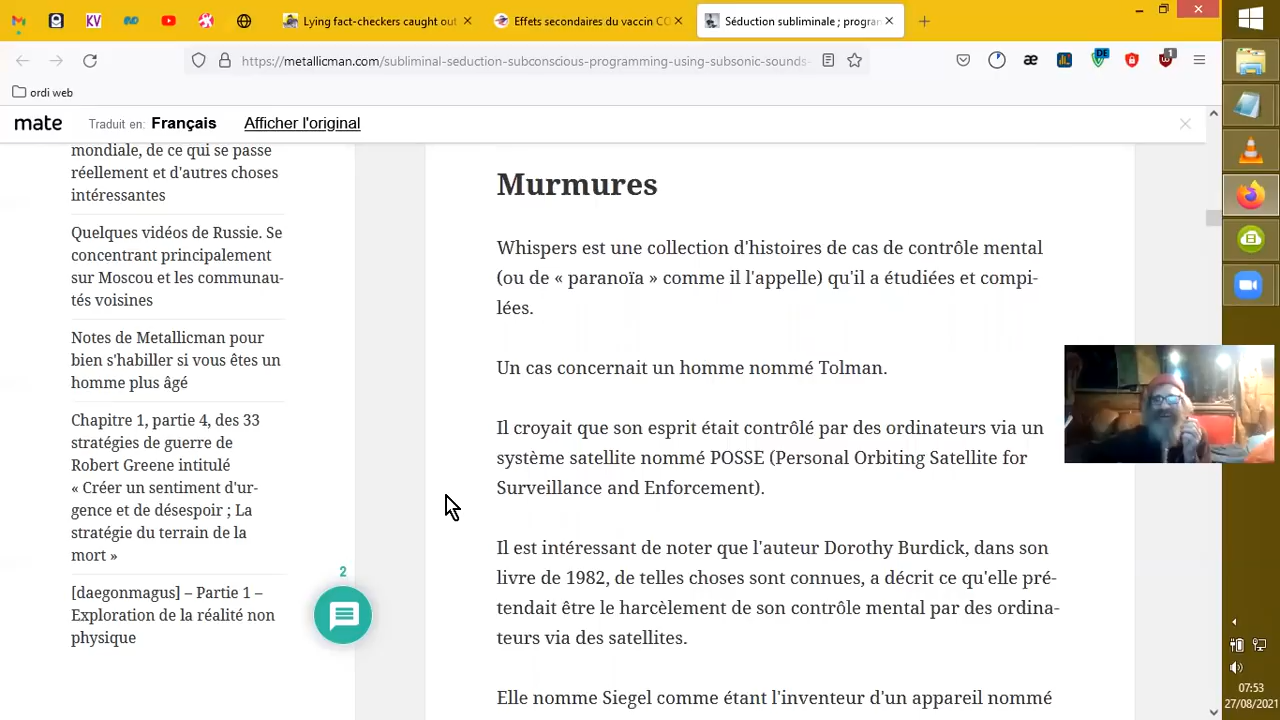 Lying fact-checkers caught out
Effets secondaires du vaccin CO
Séduction subliminale ; progra
https://metallicman.com/subliminal-seduction-subconscious-programming-using-subsonic-sounds-
ordi web
mate
Traduit en: Français
Afficher l'original
mondiale, de ce qui se passe
réellement et d'autres choses
intéressantes
Quelques vidéos de Russie. Se
concentrant principalement
sur Moscou et les communau-
tés voisines
Notes de Metallicman pour
bien s'habiller si vous êtes un
homme plus âgé
Chapitre 1, partie 4, des 33
stratégies de guerre de
Robert Greene intitulé
« Créer un sentiment d'ur-
gence et de désespoir ; La
stratégie du terrain de la
mort »
[daegonmagus] – Partie 1 –
Exploration de la réalité non
physique
2
Murmures
Whispers est une collection d'histoires de cas de contrôle mental
(ou de « paranoïa » comme il l'appelle) qu'il a étudiées et compi-
lées.
Un cas concernait un homme nommé Tolman.
Il croyait que son esprit était contrôlé par des ordinateurs via un
système satellite nommé POSSE (Personal Orbiting Satellite for
Surveillance and Enforcement).
Il est intéressant de noter que l'auteur Dorothy Burdick, dans son
livre de 1982, de telles choses sont connues, a décrit ce qu'elle pré-
tendait être le harcèlement de son contrôle mental par des ordina-
teurs via des satellites.
Elle nomme Siegel comme étant l'inventeur d'un appareil nommé
KV
æ
DE
1
07:53
27/08/2021